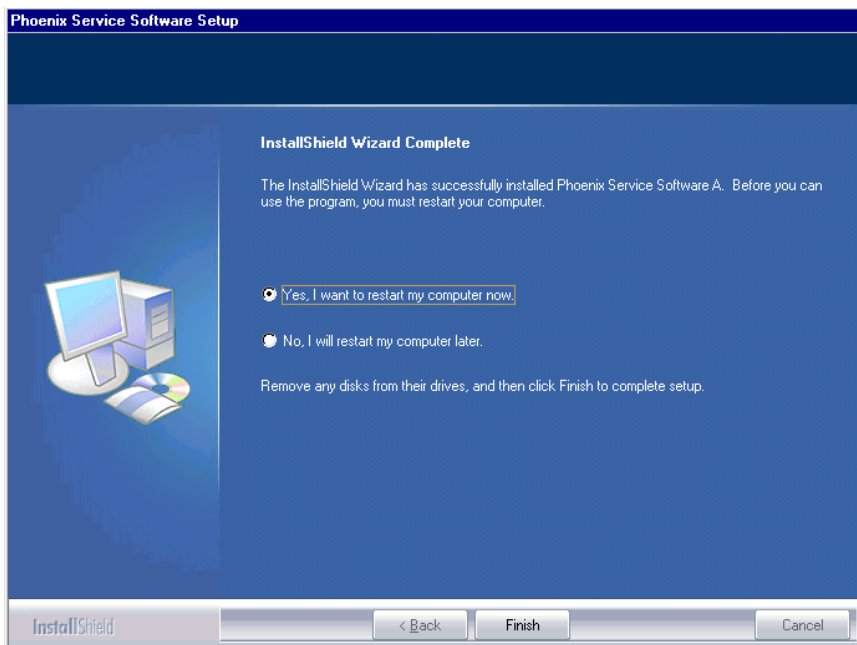 Phoenix Service Software Setup
InstallShield Wizard Complete
The InstallShield Wizard has successfully installed Phoenix Service Software A.  Before you can
use the program, you must restart your computer.
Yes, I want to restart my computer now.
No, I will restart my computer later.
Remove any disks from their drives, and then click Finish to complete setup.
InstallShield
< Back
Finish
Cancel